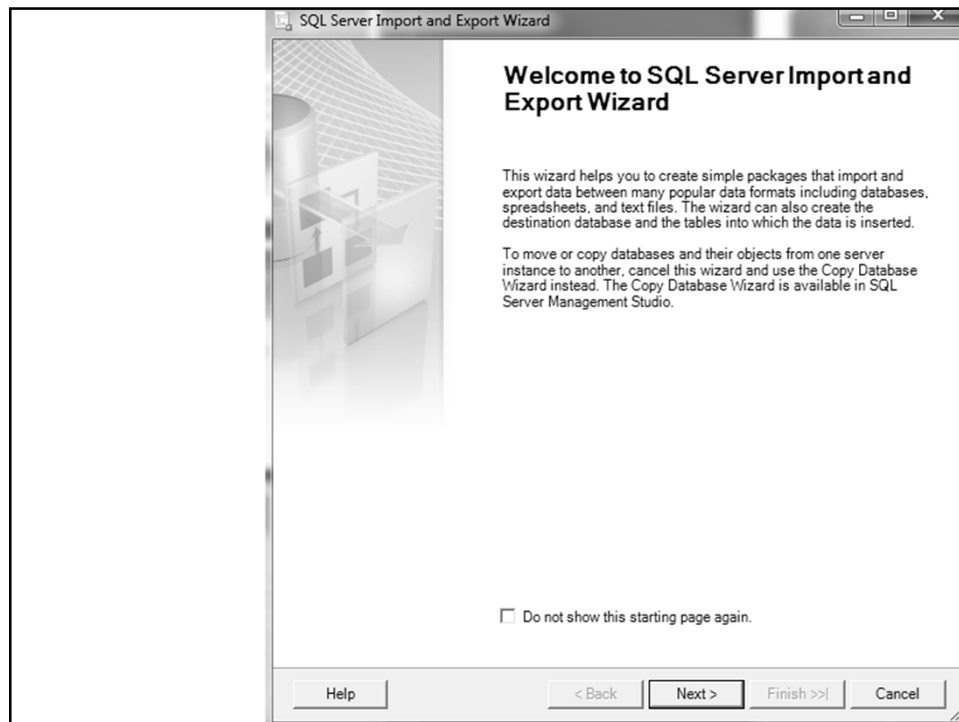 SQL Server Import and Export Wizard
Welcome to SQL Server Import and
Export Wizard
This wizard helps you to create simple packages that import and
export data between many popular data formats including databases,
spreadsheets, and text files. The wizard can also create the
destination database and the tables into which the data is inserted.
To move or copy databases and their objects from one server
instance to another, cancel this wizard and use the Copy Database
Wizard instead. The Copy Database Wizard is available in SQL
Server Management Studio.
Do not show this starting page again.
Help
< Back
Next >
Finish >>|
Cancel